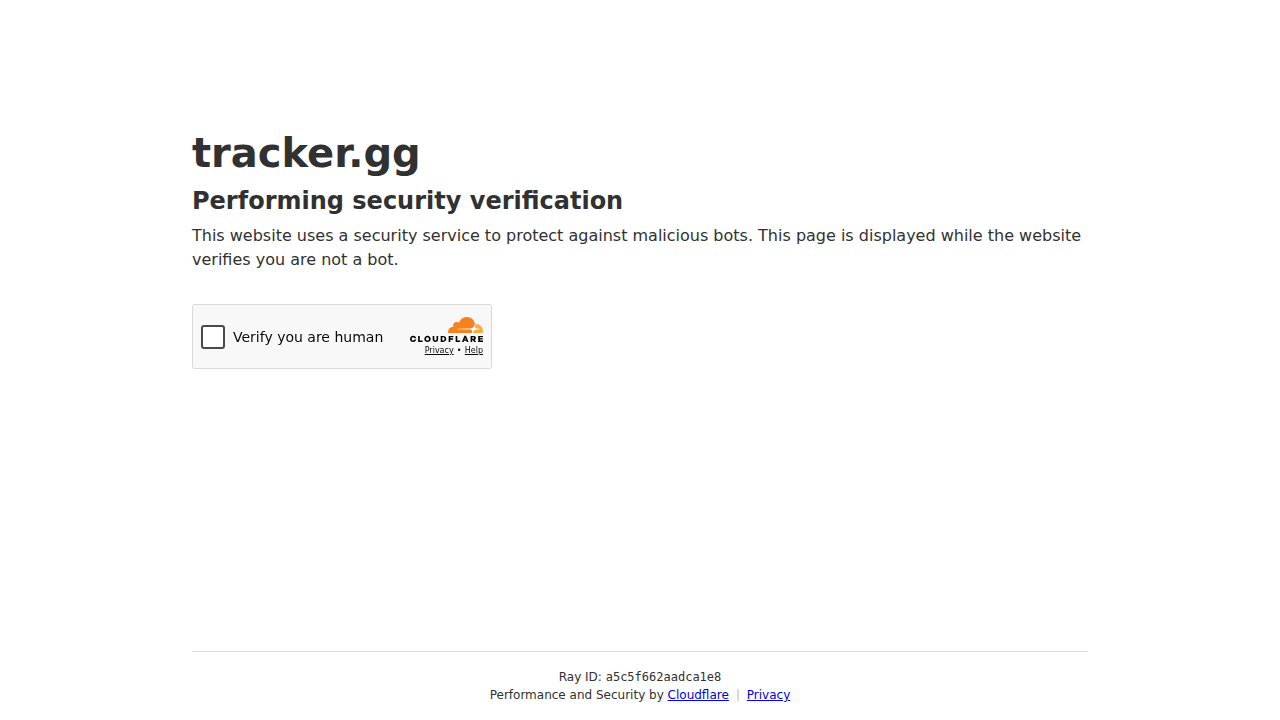 tracker.gg
Performing security verification
This website uses a security service to protect against malicious bots. This page is displayed while the website
verifies you are not a bot.
Verify you are human
CLOUDFLARE
Privacy • Help
Ray ID: a5c5f662aadca1e8
Performance and Security by Cloudflare | Privacy